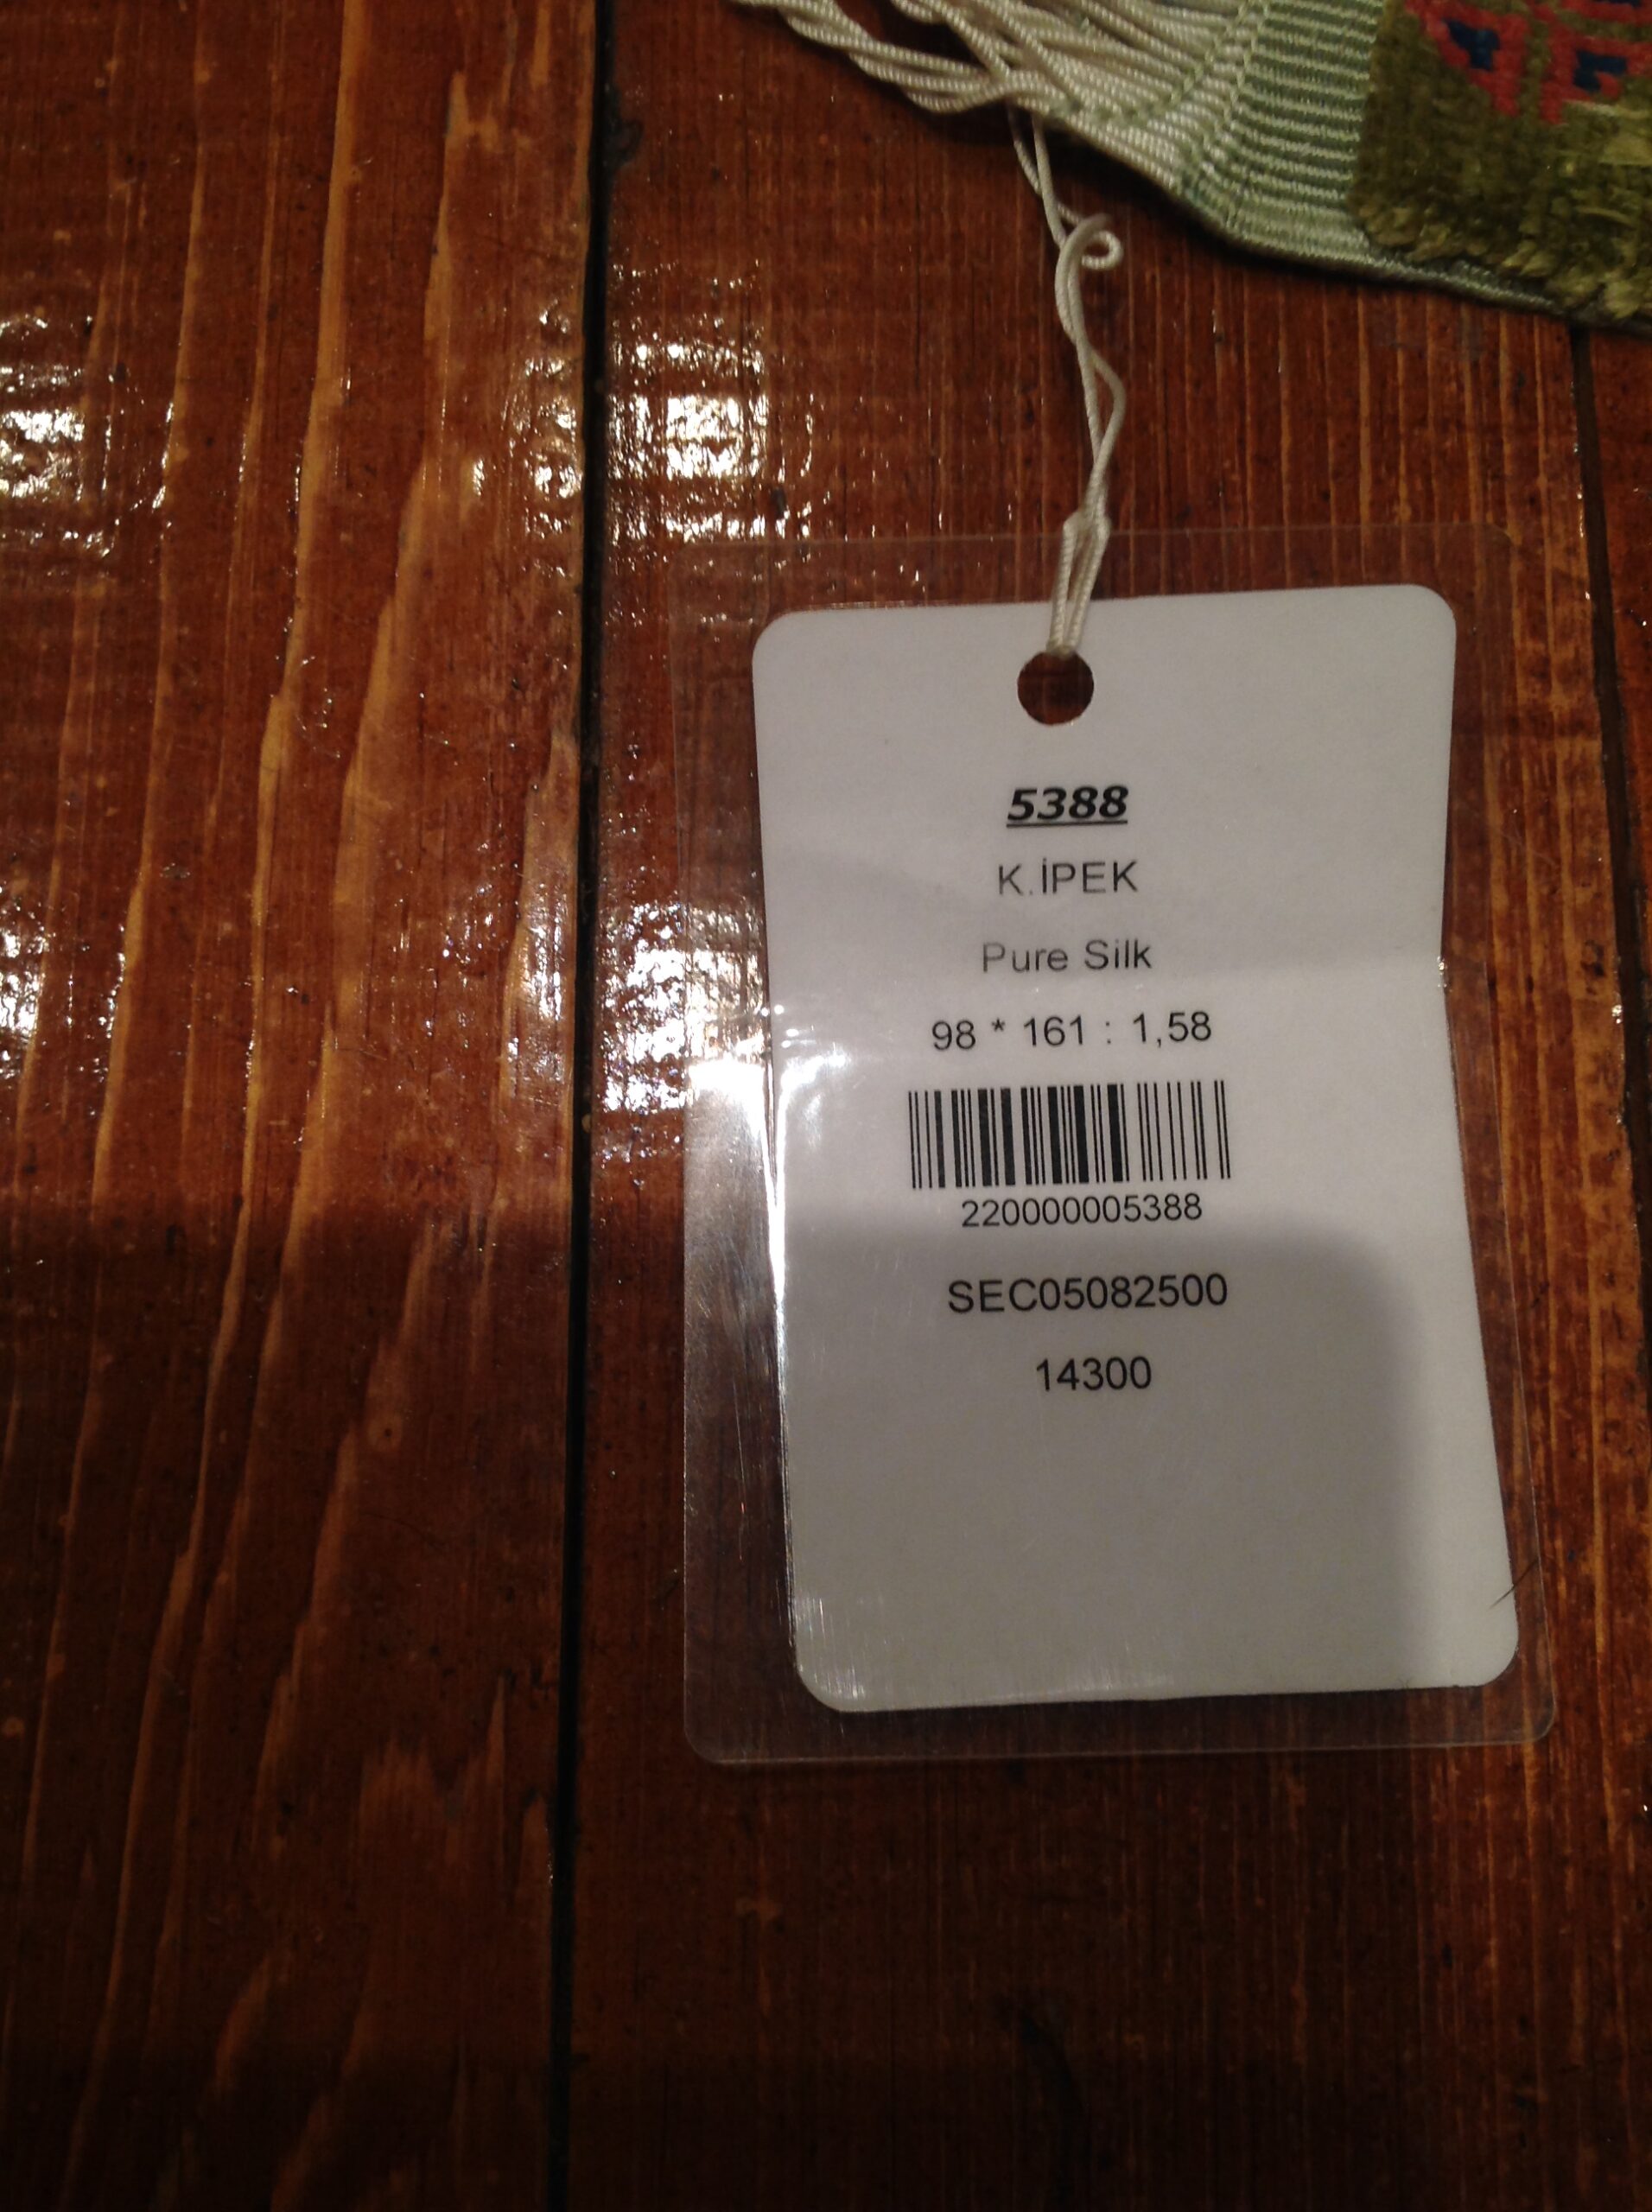 5388
K.İPEK
Pure Silk
98 * 161 : 1,58
220000005388
SEC05082500
14300